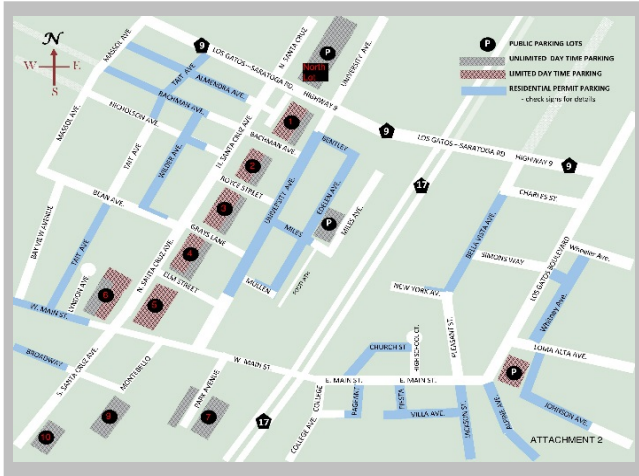 N
W
E
S
MASSOL AVE
9
LOS GATOS--SARATOGA RD.
HIGHWAY 9
N. SANTA CRUZ
P
North
Lot
UNIVERSITY AVE
P
PUBLIC PARKING LOTS
UNLIMITED DAY TIME PARKING
LIMITED DAY TIME PARKING
RESIDENTIAL PERMIT PARKING
- check signs for details
TAIT AVE
ALMENDRA AVE
BACHMAN AVE
NICHOLSON AVE.
MASSOL AVE.
TAIT AVE
WILDER AVE
N. SANTA CRUZ AVE
1
BACHMAN AVE
2
ROYCE STREET
3
BENTLEY
9
LOS GATOS--SARATOGA RD
HIGHWAY 9
9
17
UNIVERSITY AVE.
EDELEN AVE
P
MILES AVE.
MILES
CHARLES ST.
BEAN AVE.
BAY VIEW AVENUE
TAIT AVE
GRAYS LANE
4
N. SANTA CRUZ AVE.
ELM STREET
MULLEN
BELLA VISTA AVE.
SIMONS WAY
LOS GATOS BOULEVARD
Wheeler Ave.
Whitney Ave.
LYNDON AVE
6
5
W. MAIN ST.
NEW YORK AV.
PLEASANT ST.
HIGH SCHOOL CT.
CHURCH ST
LOMA ALTA AVE.
BROADWAY
S. SANTA CRUZ AVE.
MONTEBELLO
W. MAIN ST
PARK AVENUE
E. MAIN ST.
E. MAIN ST.
P
COLLEGE
COLLEGE AVE.
PAGEANT
FIESTA
VILLA AVE.
JACKSON ST
ALPINE AVE
JOHNSON AVE.
10
9
7
17
ATTACHMENT 2